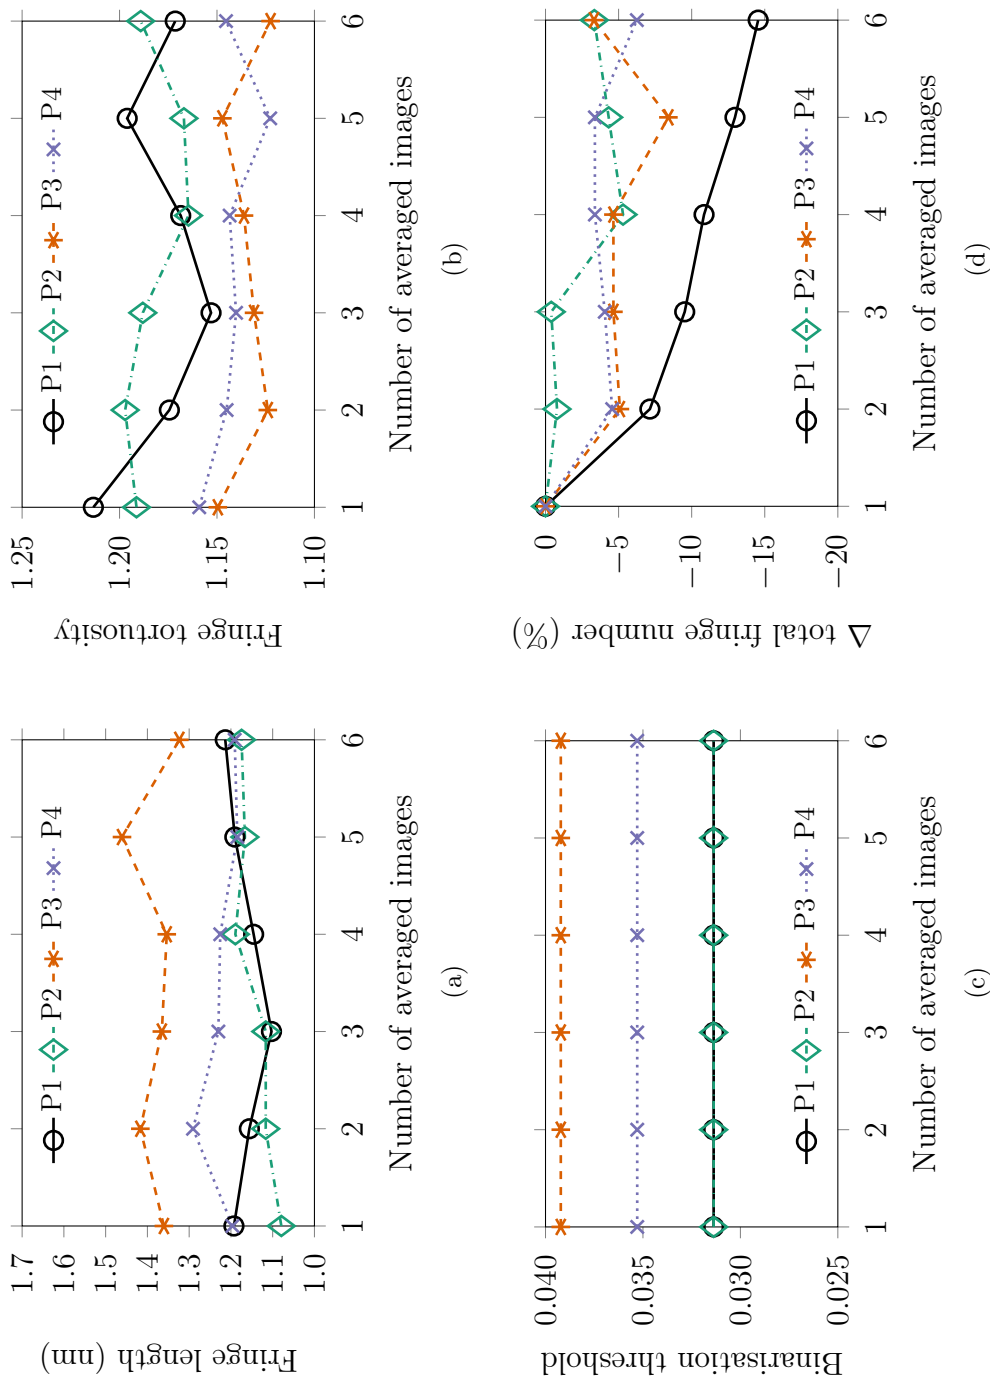 Fringe length (nm)
1.7
1.6
1.5
1.4
1.3
1.2
1.1
1.0
P1 P2 P3 P4
1 2 3 4 5 6
Number of averaged images
(a)
Fringe tortuosity
1.25
1.20
1.15
1.10
P1 P2 P3 P4
1 2 3 4 5 6
Number of averaged images
(b)
Binarisation threshold
0.040
0.035
0.030
0.025
P1 P2 P3 P4
1 2 3 4 5 6
Number of averaged images
(c)
Δ total fringe number (%)
0
−5
−10
−15
−20
P1 P2 P3 P4
1 2 3 4 5 6
Number of averaged images
(d)